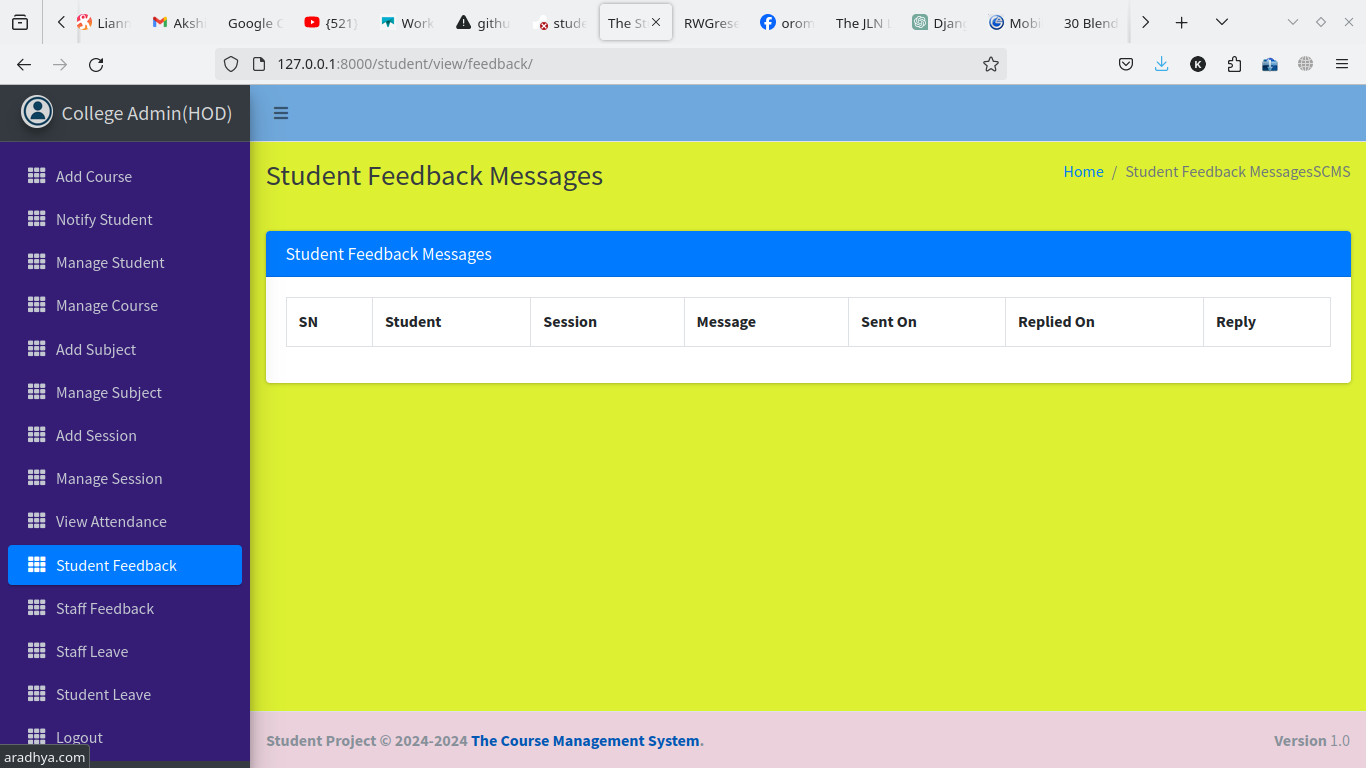 Liann
Akshi
Google C
{521}
Work
githu
stude
The St
RWGrese
orom
The JLN L
Djang
Mobi
30 Blend
127.0.0.1:8000/student/view/feedback/
K
College Admin(HOD)
Add Course
Notify Student
Manage Student
Manage Course
Add Subject
Manage Subject
Add Session
Manage Session
View Attendance
Student Feedback
Staff Feedback
Staff Leave
Student Leave
Logout
aradhya.com
Student Feedback Messages
Home / Student Feedback MessagesSCMS
Student Feedback Messages
SN Student Session Message Sent On Replied On Reply
Student Project © 2024-2024 The Course Management System.
Version 1.0